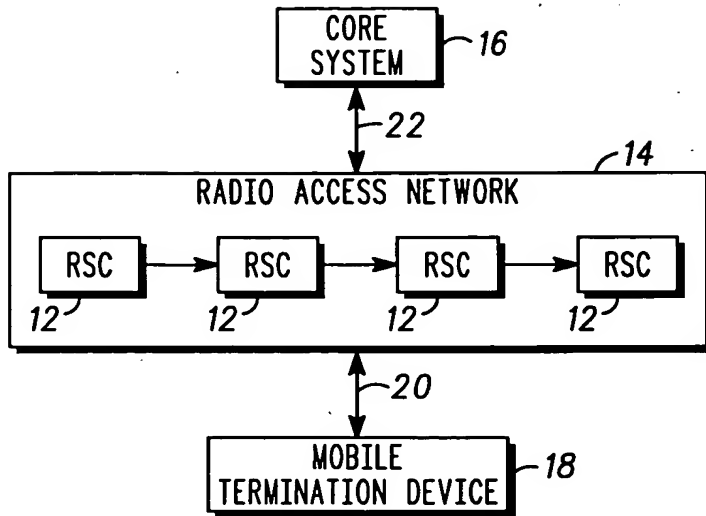 CORE
SYSTEM
16
22
14
RADIO ACCESS NETWORK
RSC RSC RSC RSC
12 12 12 12
20
MOBILE
TERMINATION DEVICE
18